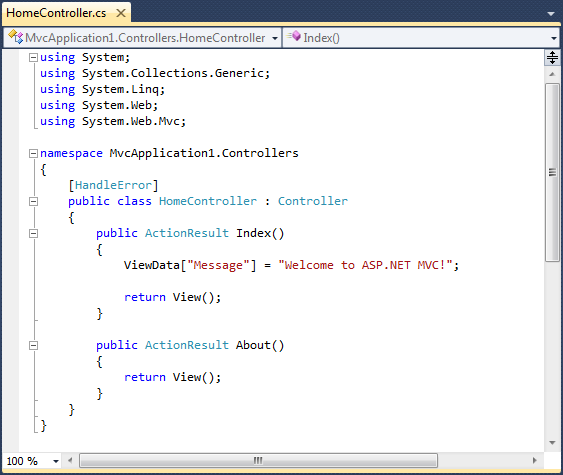 HomeController.cs
MvcApplication1.Controllers.HomeController Index()
using System;
using System.Collections.Generic;
using System.Linq;
using System.Web;
using System.Web.Mvc;
namespace MvcApplication1.Controllers
{
[HandleError]
public class HomeController : Controller
{
public ActionResult Index()
{
ViewData["Message"] = "Welcome to ASP.NET MVC!";
return View();
}
public ActionResult About()
{
return View();
}
}
}
100 %